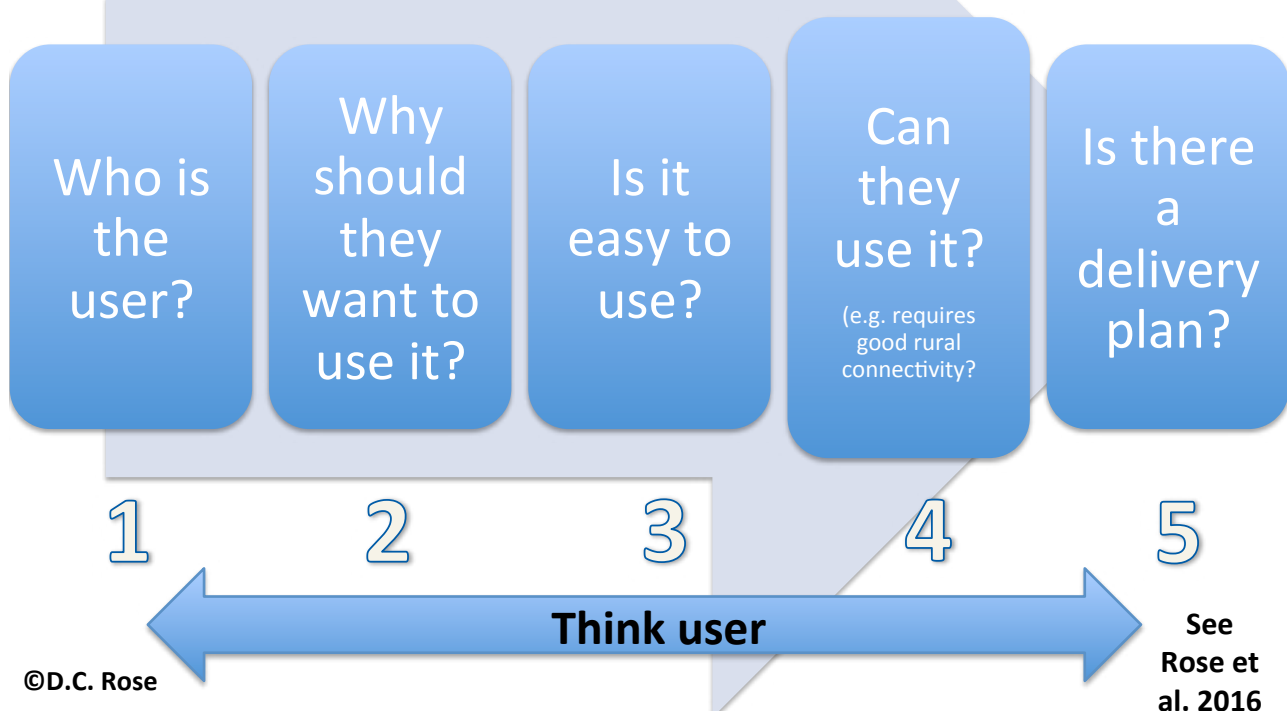 Who is
the
user?
Why
should
they
want to
use it?
Is it
easy to
use?
Can
they
use it?
(e.g. requires
good rural
connectivity?
Is there
a
delivery
plan?
1
2
3
4
5
Think user
©D.C. Rose
See
Rose et
al. 2016